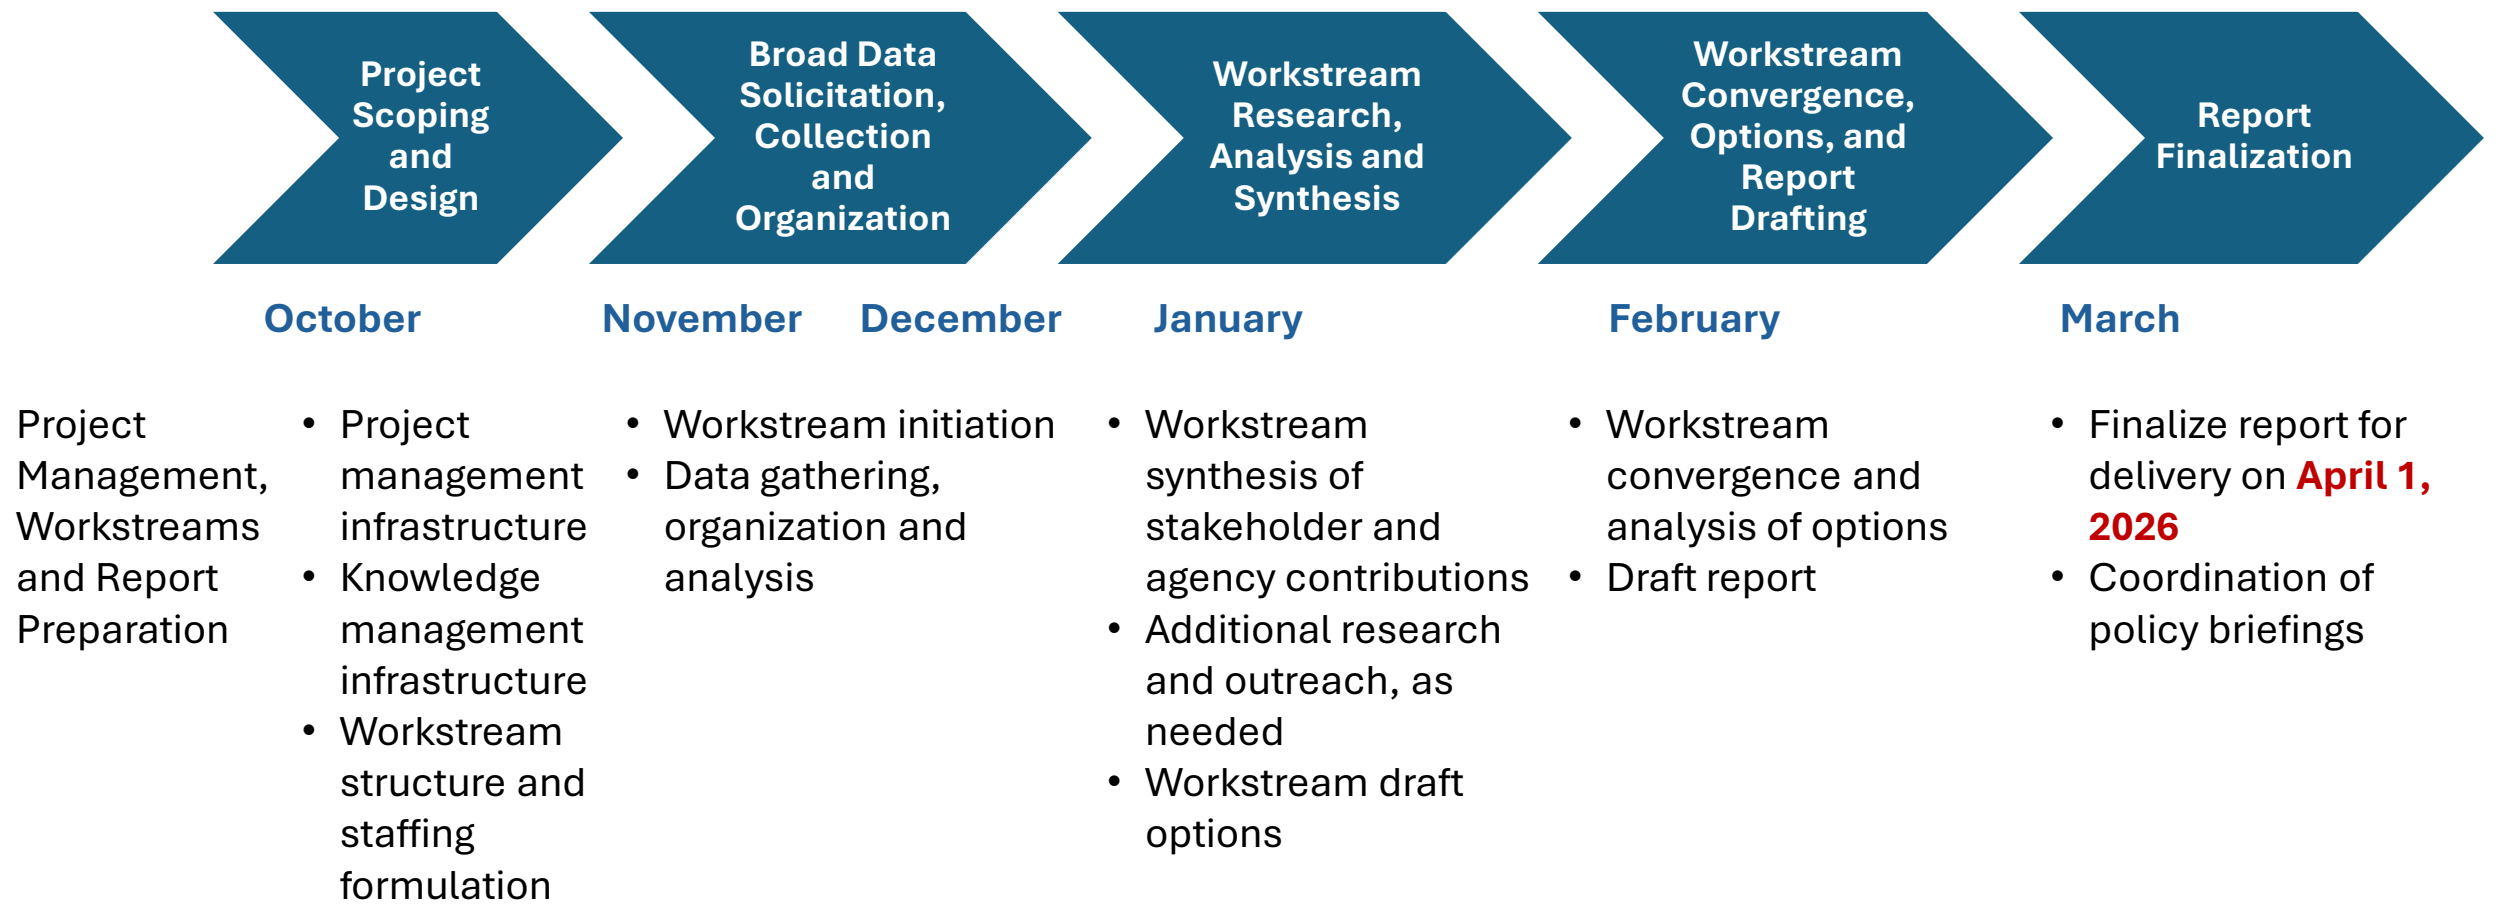 Project
Scoping
and
Design
Broad Data
Solicitation,
Collection
and
Organization
Workstream
Research,
Analysis and
Synthesis
Workstream
Convergence,
Options, and
Report
Drafting
Report
Finalization
October
November
December
January
February
March
Project
Management,
Workstreams
and Report
Preparation
• Project
management
infrastructure
• Knowledge
management
infrastructure
• Workstream
structure and
staffing
formulation
• Workstream initiation
• Data gathering,
organization and
analysis
• Workstream
synthesis of
stakeholder and
agency contributions
• Additional research
and outreach, as
needed
• Workstream draft
options
• Workstream
convergence and
analysis of options
• Draft report
• Finalize report for
delivery on April 1,
2026
• Coordination of
policy briefings